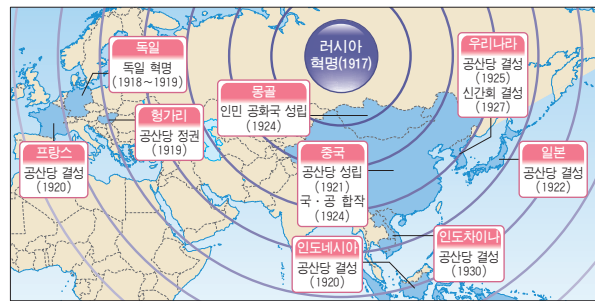 러시아
혁명(1917)
독일
독일 혁명
(1918~1919)
우리나라
공산당 결성
(1925)
신간회 결성
(1927)
몽골
인민 공화국 성립
(1924)
헝가리
공산당 정권
(1919)
프랑스
공산당 결성
(1920)
중국
공산당 성립
(1921)
국·공 합작
(1924)
일본
공산당 결성
(1922)
인도네시아
공산당 결성
(1920)
인도차이나
공산당 결성
(1930)